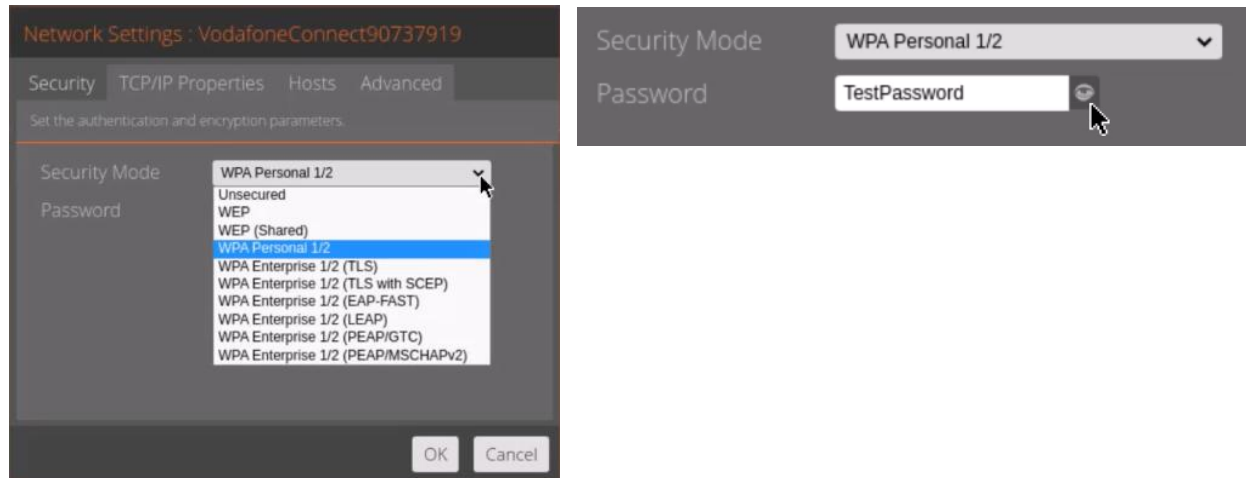 Network Settings : VodafoneConnect90737919
Security TCP/IP Properties Hosts Advanced
Set the authentication and encryption parameters.
Security Mode WPA Personal 1/2
Unsecured
WEP
Password
WEP (Shared)
WPA Personal 1/2
WPA Enterprise 1/2 (TLS)
WPA Enterprise 1/2 (TLS with SCEP)
WPA Enterprise 1/2 (EAP-FAST)
WPA Enterprise 1/2 (LEAP)
WPA Enterprise 1/2 (PEAP/GTC)
WPA Enterprise 1/2 (PEAP/MSCHAPv2)
OK Cancel
Security Mode WPA Personal 1/2
Password TestPassword